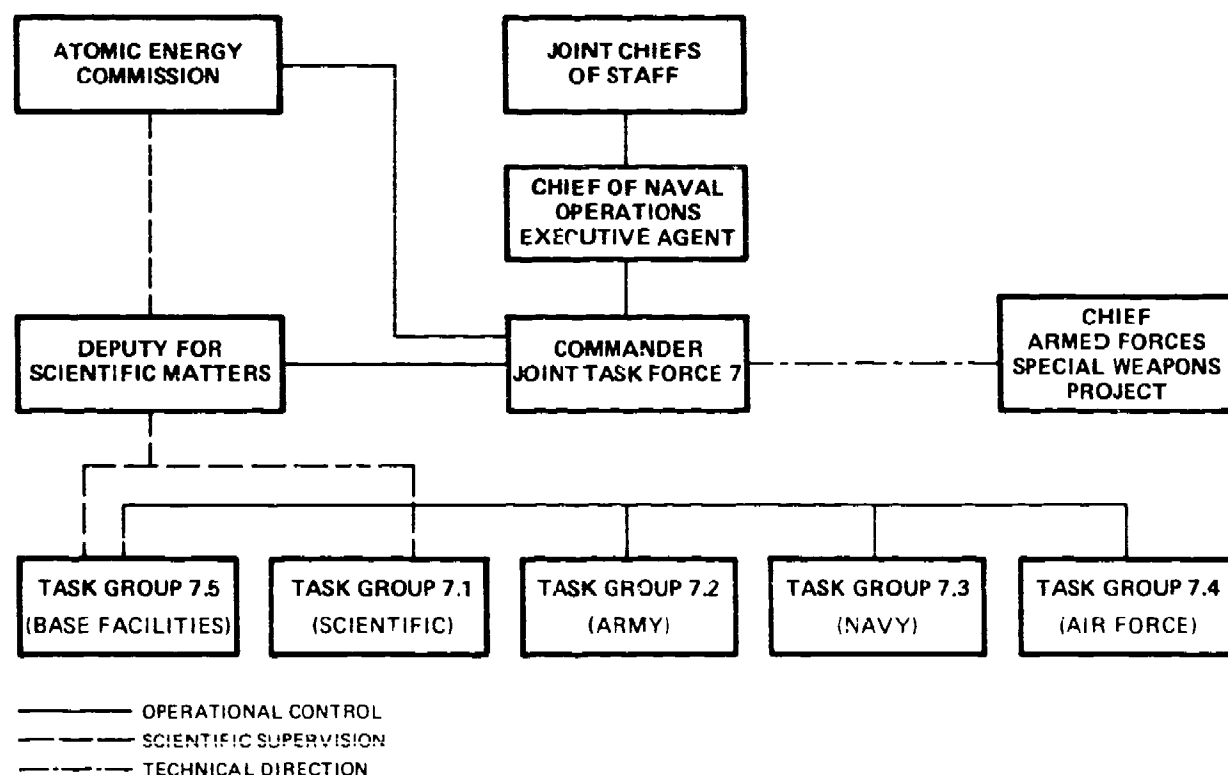 ATOMIC ENERGY
COMMISSION
JOINT CHIEFS
OF STAFF
CHIEF OF NAVAL
OPERATIONS
EXECUTIVE AGENT
DEPUTY FOR
SCIENTIFIC MATTERS
COMMANDER
JOINT TASK FORCE 7
CHIEF
ARMED FORCES
SPECIAL WEAPONS
PROJECT
TASK GROUP 7.5
(BASE FACILITIES)
TASK GROUP 7.1
(SCIENTIFIC)
TASK GROUP 7.2
(ARMY)
TASK GROUP 7.3
(NAVY)
TASK GROUP 7.4
(AIR FORCE)
OPERATIONAL CONTROL
SCIENTIFIC SUPERVISION
TECHNICAL DIRECTION